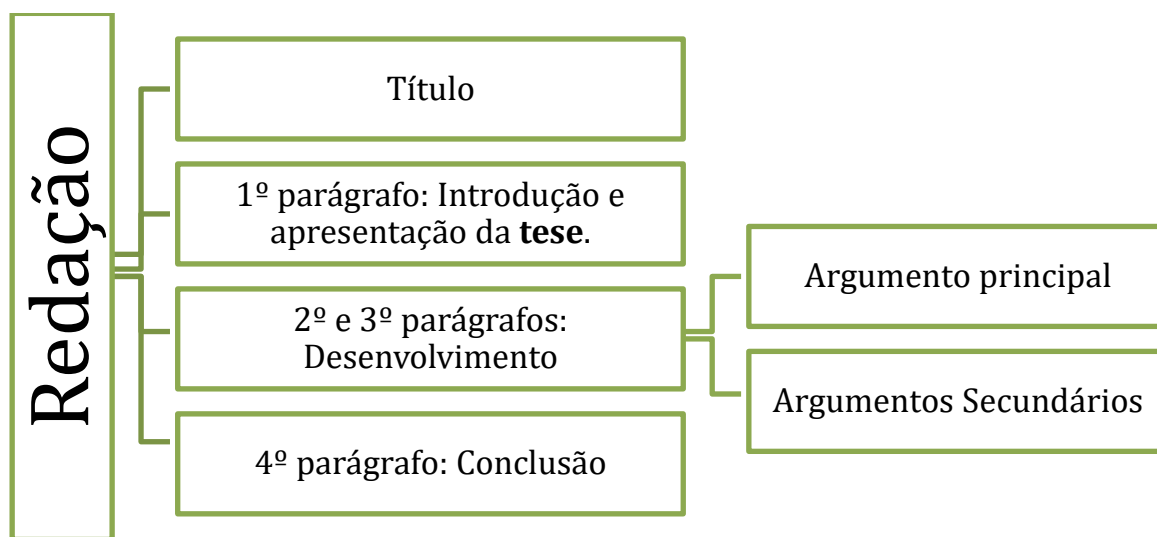 Redação
Título
1º parágrafo: Introdução e
apresentação da tese.
2º e 3º parágrafos:
Desenvolvimento
4º parágrafo: Conclusão
Argumento principal
Argumentos Secundários